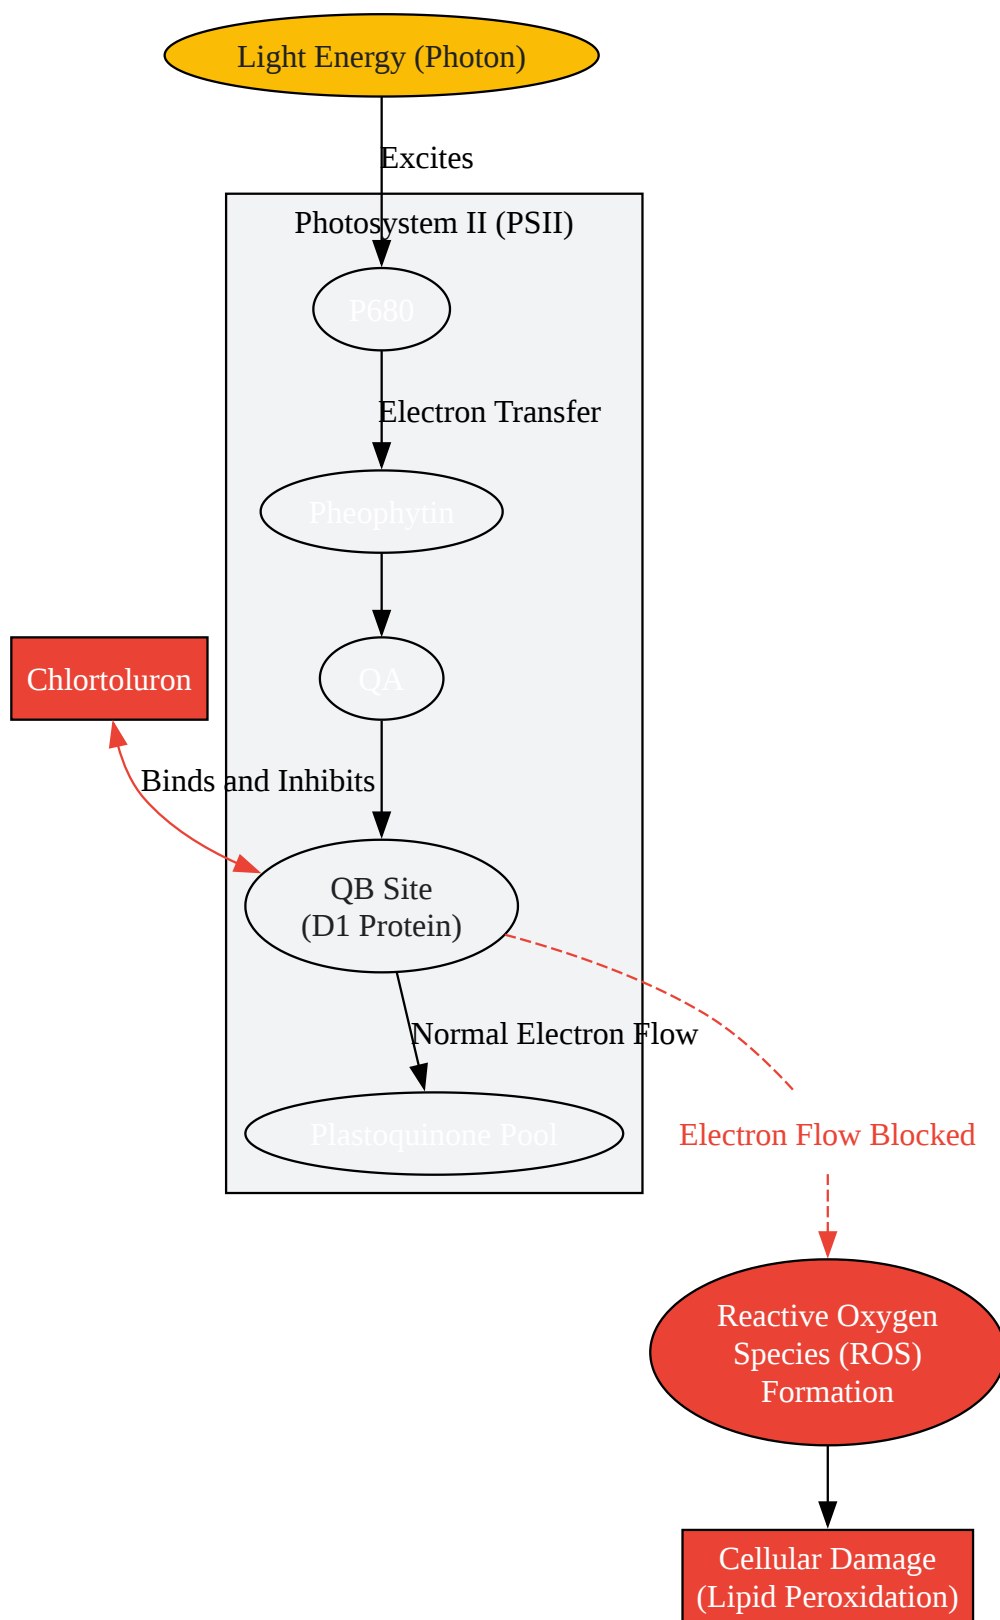 Light Energy (Photon)
Excites
Photosystem II (PSII)
P680
Electron Transfer
Pheophytin
QA
Chlortoluron
Binds and Inhibits
QB Site
(D1 Protein)
Normal Electron Flow
Plastoquinone Pool
Electron Flow Blocked
Reactive Oxygen
Species (ROS)
Formation
Cellular Damage
(Lipid Peroxidation)